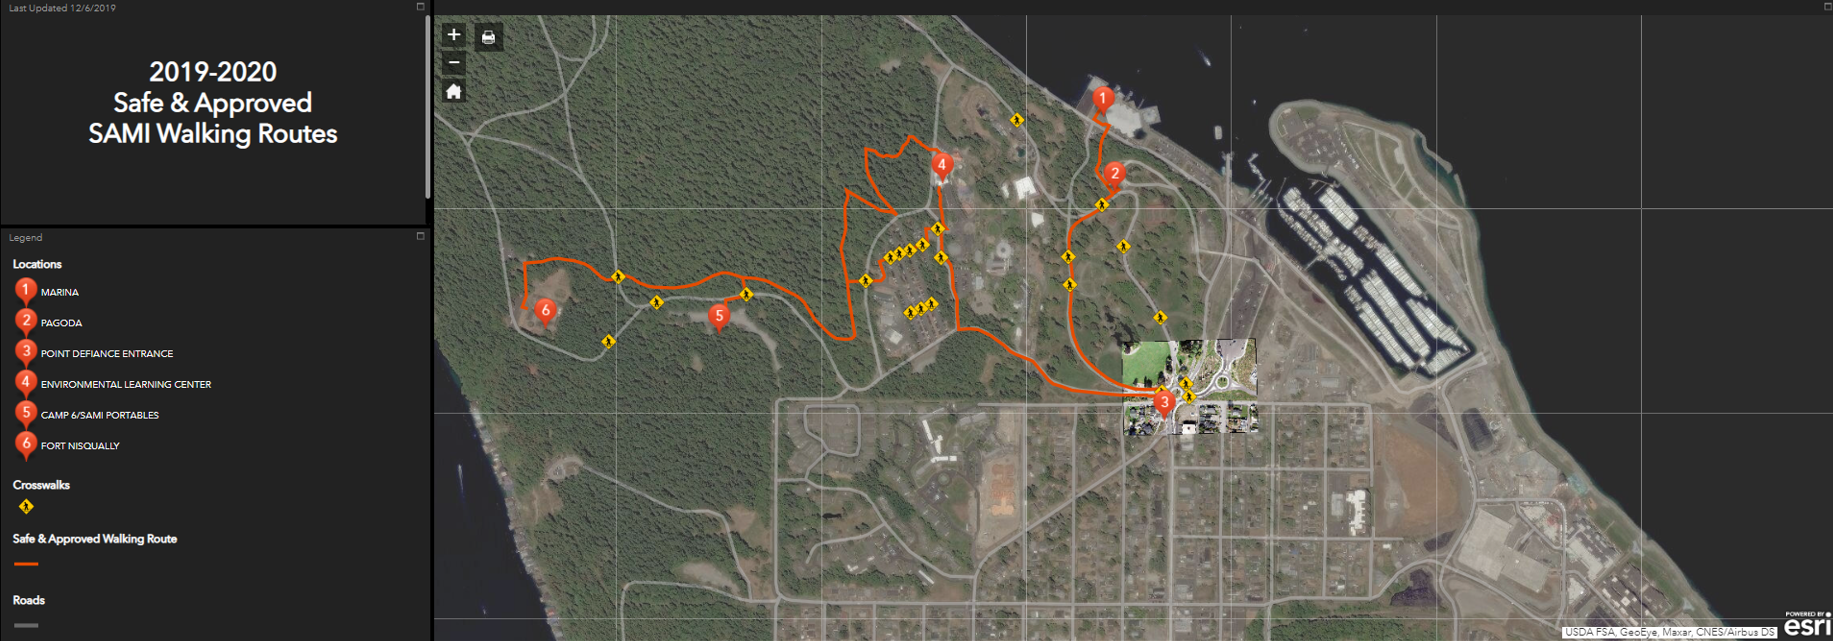 Last Updated 12/6/2019
2019-2020
Safe & Approved
SAMI Walking Routes
Legend
Locations
1 MARINA
2 PAGODA
3 POINT DEFIANCE ENTRANCE
4 ENVIRONMENTAL LEARNING CENTER
5 CAMP 6/SAMI PORTABLES
6 FORT NISQUALLY
Crosswalks
Safe & Approved Walking Route
Roads
+
−
1
2
4
6
5
3
POWERED BY
esri
USDA FSA, GeoEye, Maxar, CNES/Airbus DS